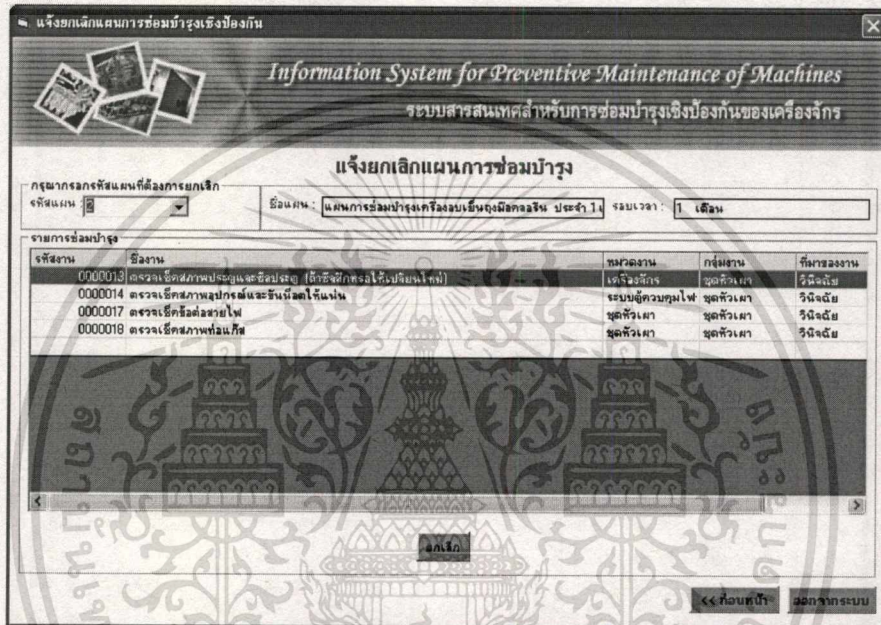 แจ้งยกเลิกแผนการซ่อมบำรุงเชิงป้องกัน
Information System for Preventive Maintenance of Machines
ระบบสารสนเทศสำหรับการซ่อมบำรุงเชิงป้องกันของเครื่องจักร
แจ้งยกเลิกแผนการซ่อมบำรุง
กรุณากรอกรหัสแผนที่ต้องการยกเลิก
รหัสแผน : 2 ชื่อแผน : แผนการซ่อมบำรุงเครื่องอบเย็นถุงมือคลอรีน ประจำ 1 เ รอบเวลา : 1 เดือน
รายการซ่อมบำรุง
รหัสงาน ชื่องาน หมวดงาน กลุ่มงาน ที่มาของงาน
0000013 ตรวจเช็คสภาพประตูและซีลประตู (ถ้าซีลสึกหรอให้เปลี่ยนใหม่) เครื่องจักร ชุดหัวเผา วินิจฉัย
0000014 ตรวจเช็คสภาพอุปกรณ์และขันน๊อตให้แน่น ระบบตู้ควบคุมไฟ ชุดหัวเผา วินิจฉัย
0000017 ตรวจเช็คข้อต่อสายไฟ ชุดหัวเผา ชุดหัวเผา วินิจฉัย
0000018 ตรวจเช็คสภาพท่อแก๊ส ชุดหัวเผา ชุดหัวเผา วินิจฉัย
ยกเลิก
<< ก่อนหน้า ออกจากระบบ